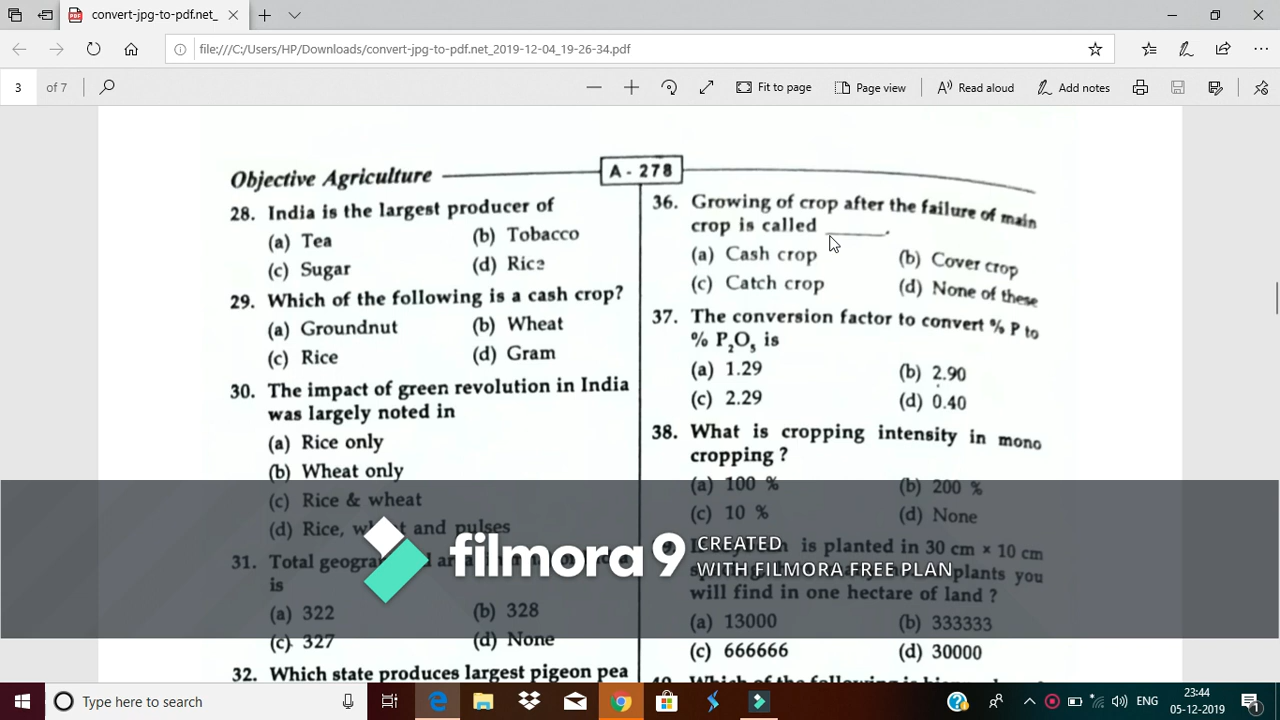 convert-jpg-to-pdf.net_
file:///C:/Users/HP/Downloads/convert-jpg-to-pdf.net_2019-12-04_19-26-34.pdf
3 of 7
Fit to page
Page view
Read aloud
Add notes
Objective Agriculture
A - 278
28. India is the largest producer of
(a) Tea (b) Tobacco
(c) Sugar (d) Rice
29. Which of the following is a cash crop?
(a) Groundnut (b) Wheat
(c) Rice (d) Gram
30. The impact of green revolution in India
was largely noted in
(a) Rice only
(b) Wheat only
(c) Rice & wheat
(d) Rice, and pulses
31. Total
is
(a) 322 (b) 328
(c) 327 (d) None
32. Which state produces largest pigeon pea
36. Growing of crop after the failure of main
crop is called ______.
(a) Cash crop (b) Cover crop
(c) Catch crop (d) None of these
37. The conversion factor to convert % P to
% P₂O₅ is
(a) 1.29 (b) 2.90
(c) 2.29 (d) 0.40
38. What is cropping intensity in mono
cropping ?
(a) 100 % (b) 200 %
(c) 10 % (d) None
is planted in 30 cm × 10 cm
plants you
will find in one hectare of land ?
(a) 13000 (b) 333333
(c) 666666 (d) 30000
filmora 9
CREATED
WITH FILMORA FREE PLAN
Type here to search
ENG
23:44
05-12-2019